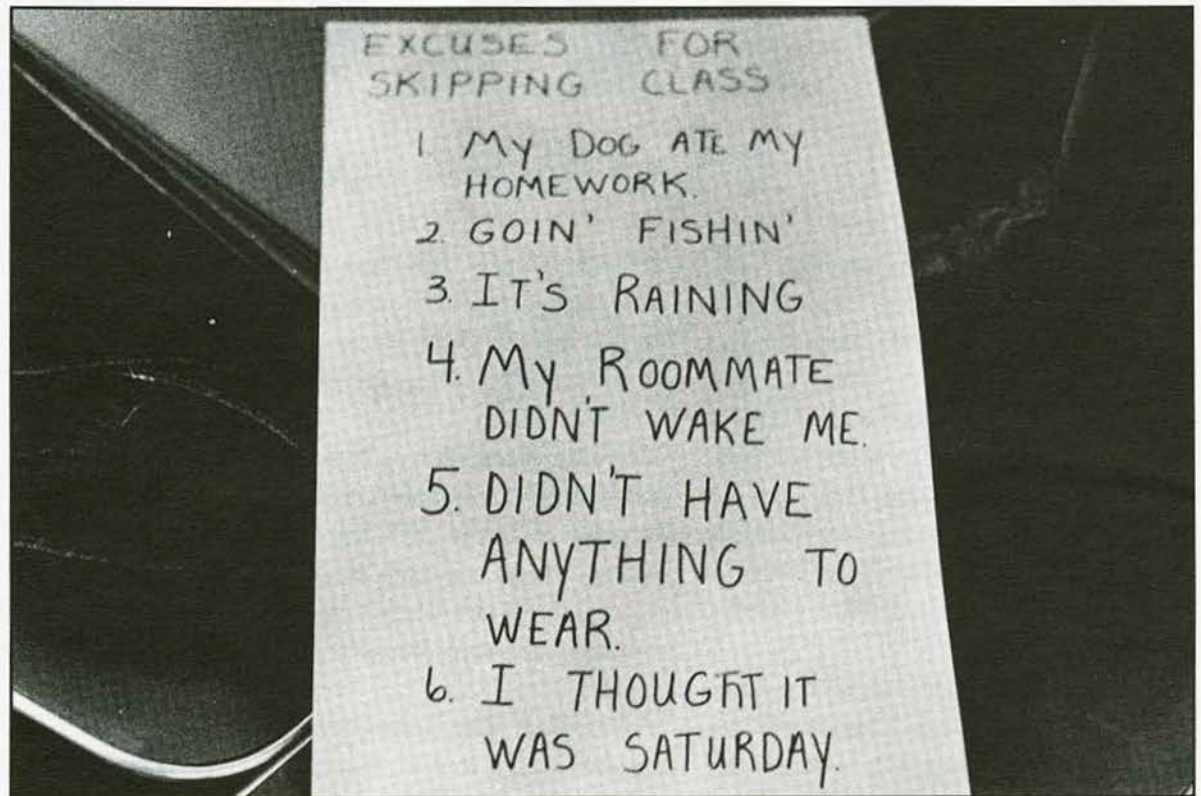 EXCUSES FOR
SKIPPING CLASS
1. MY DOG ATE MY
HOMEWORK.
2. GOIN' FISHIN'
3. IT'S RAINING
4. MY ROOMMATE
DIDN'T WAKE ME.
5. DIDN'T HAVE
ANYTHING TO
WEAR.
6. I THOUGHT IT
WAS SATURDAY.